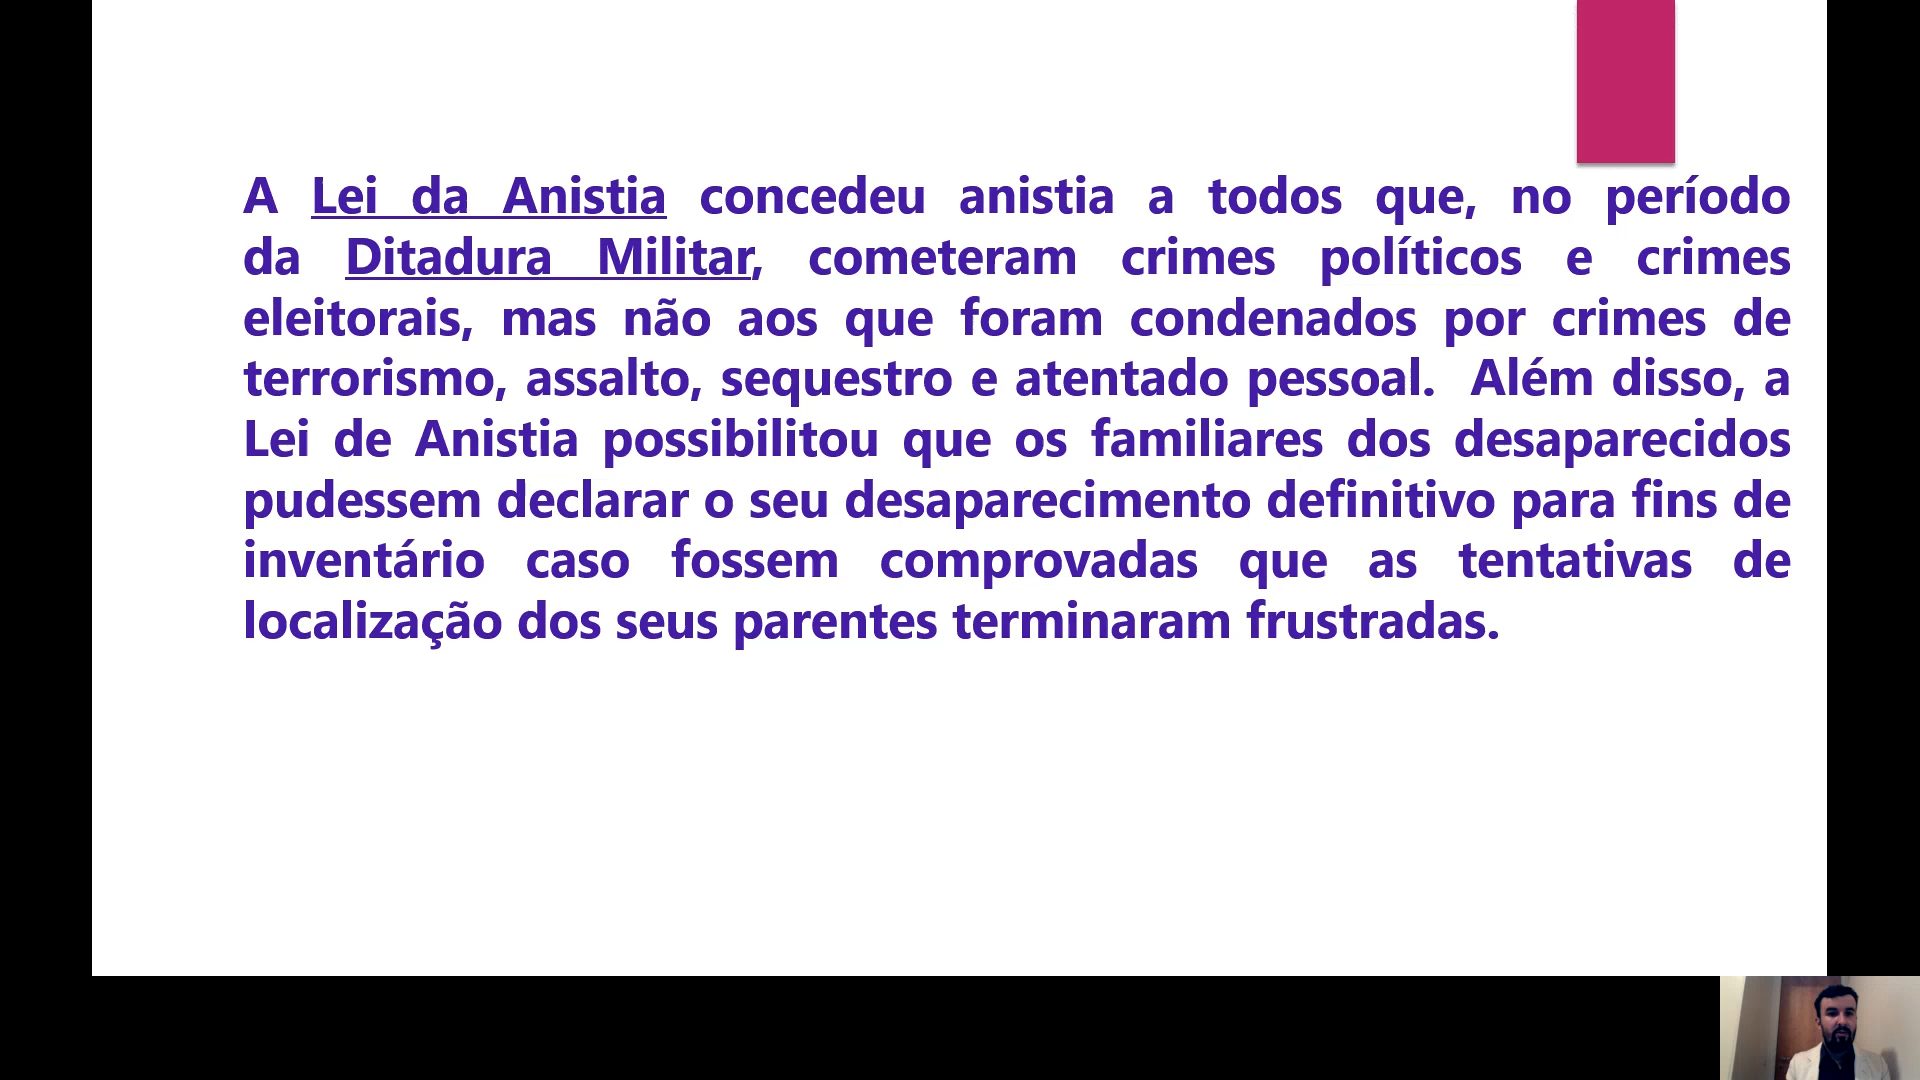 A Lei da Anistia concedeu anistia a todos que, no período
da Ditadura Militar, cometeram crimes políticos e crimes
eleitorais, mas não aos que foram condenados por crimes de
terrorismo, assalto, sequestro e atentado pessoal.  Além disso, a
Lei de Anistia possibilitou que os familiares dos desaparecidos
pudessem declarar o seu desaparecimento definitivo para fins de
inventário caso fossem comprovadas que as tentativas de
localização dos seus parentes terminaram frustradas.